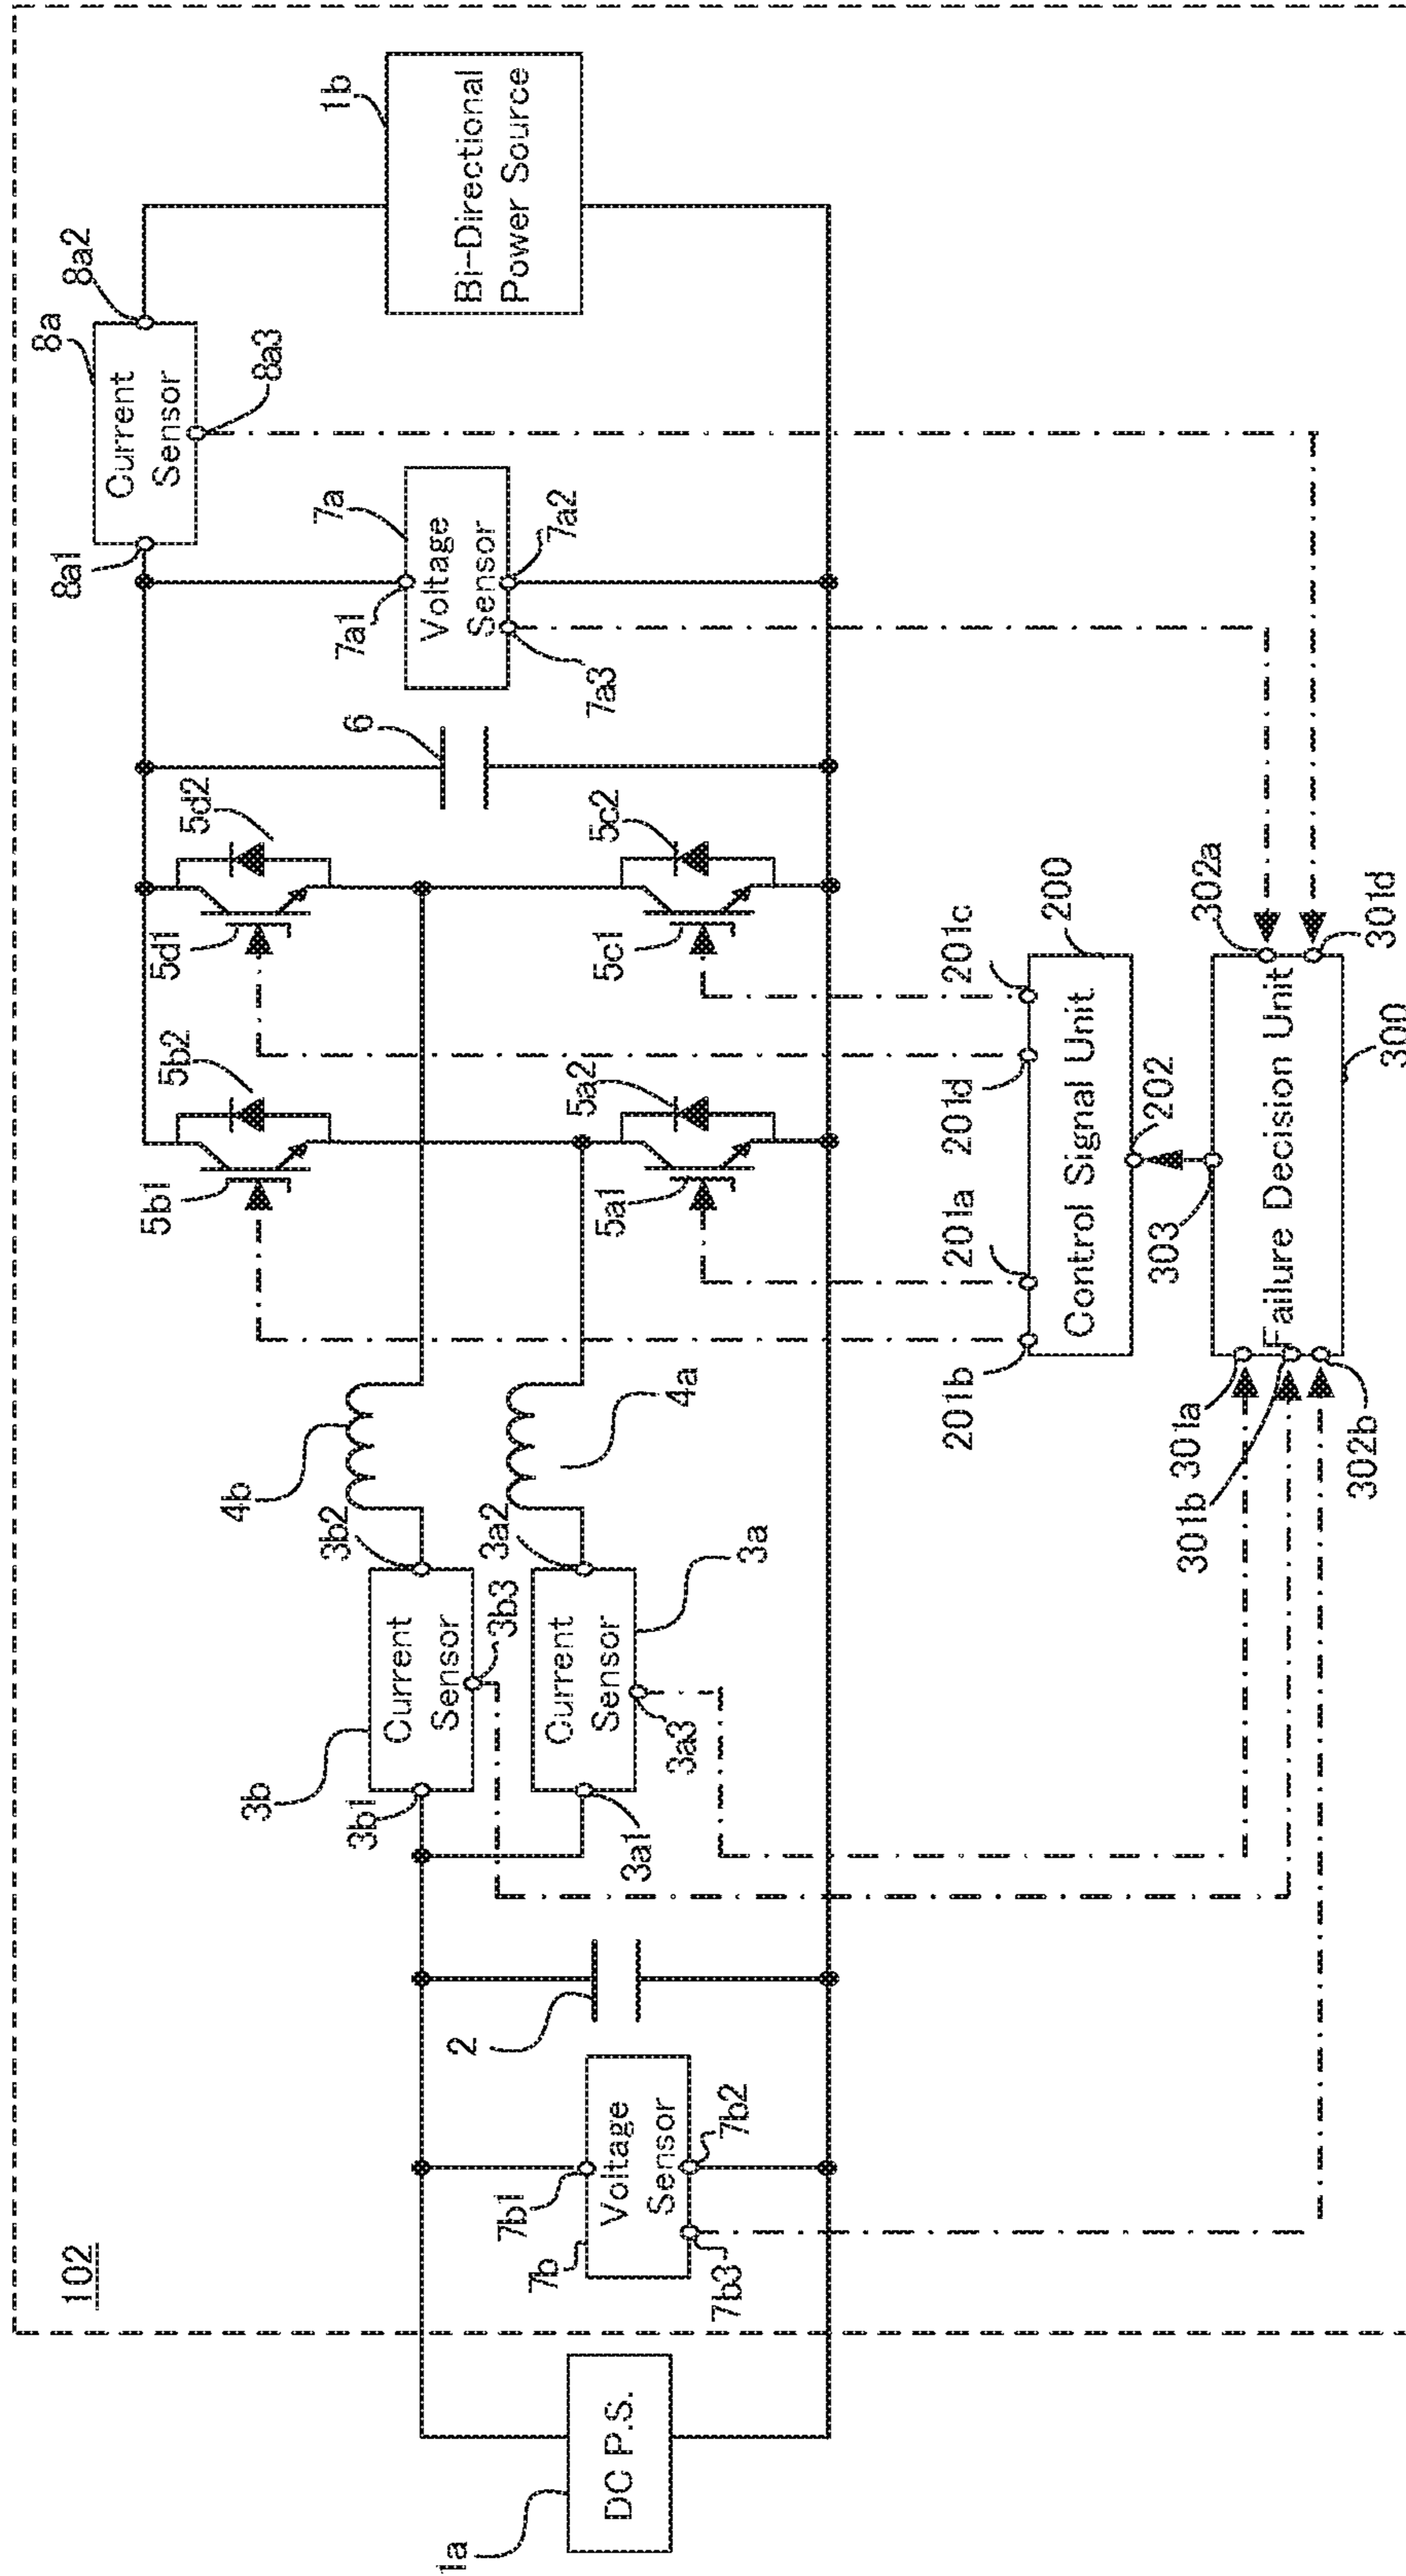 102
1a
DC P.S.
7b
7b1
7b2
7b3
Voltage
Sensor
2
3b
3b1
3b2
3b3
Current
Sensor
3a1
3a2
3a3
3a
Current
Sensor
4b
4a
5b1
5b2
5d1
5d2
5a1
5a2
5c1
5c2
6
7a
7a1
7a2
7a3
Voltage
Sensor
8a
8a1
8a2
8a3
Current
Sensor
1b
Bi-Directional
Power Source
201b
201a
201d
201c
200
Control Signal Unit
202
303
301a
301b
302b
302a
301d
Failure Decision Unit
300